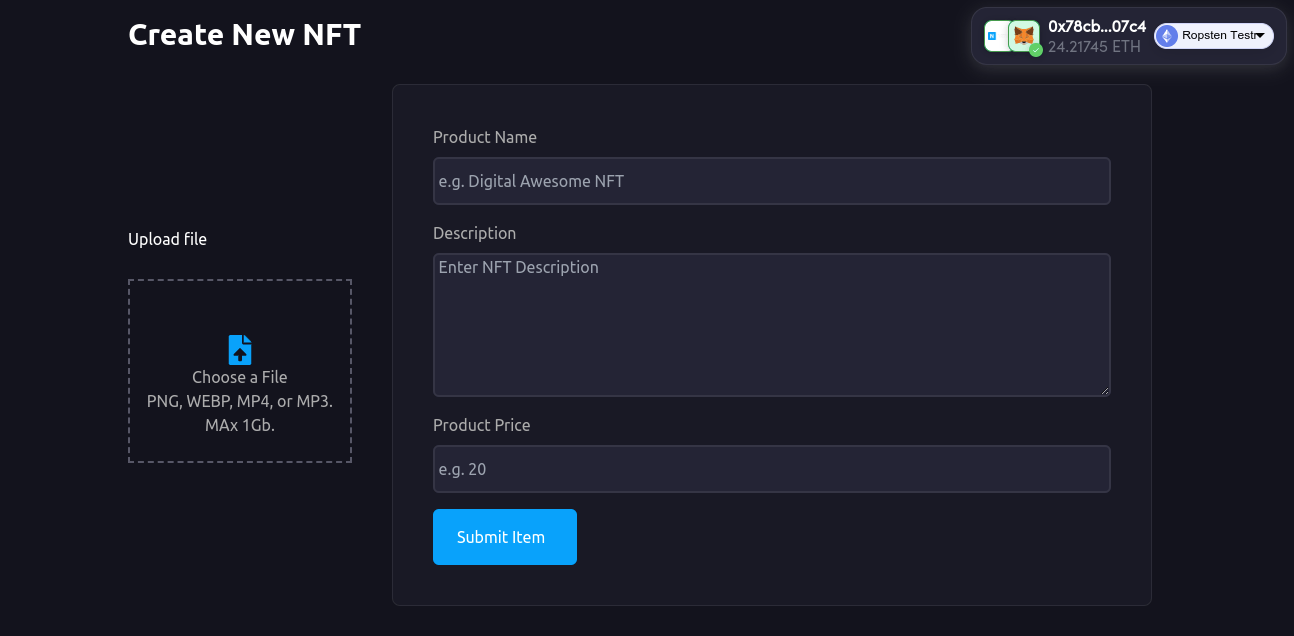 Create New NFT
0x78cb...07c4
24.21745 ETH
Ropsten Testr
Product Name
e.g. Digital Awesome NFT
Description
Enter NFT Description
Upload file
Choose a File
PNG, WEBP, MP4, or MP3.
MAx 1Gb.
Product Price
e.g. 20
Submit Item